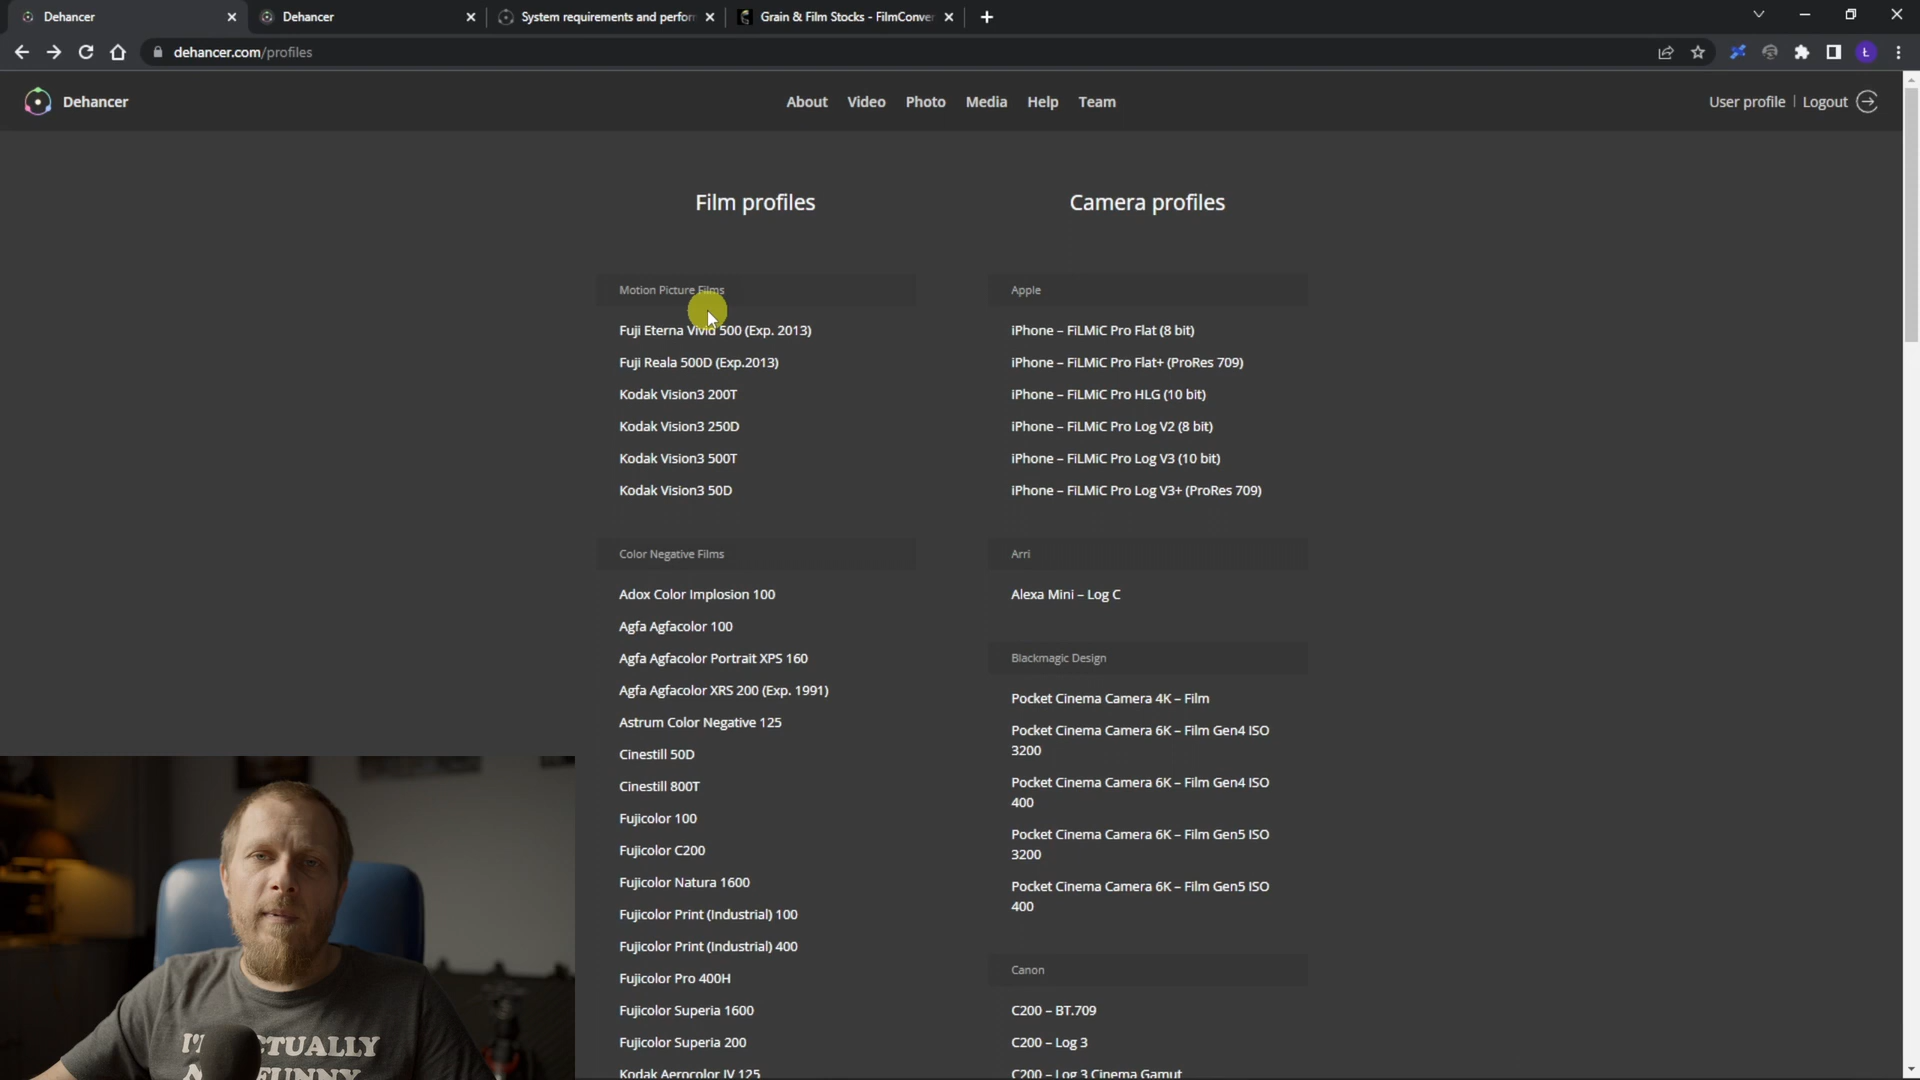 Dehancer
Dehancer
System requirements and perfor
Grain & Film Stocks - FilmConver
dehancer.com/profiles
Dehancer
About
Video
Photo
Media
Help
Team
User profile
Logout
Film profiles
Motion Picture Films
Fuji Eterna Vivid 500 (Exp. 2013)
Fuji Reala 500D (Exp.2013)
Kodak Vision3 200T
Kodak Vision3 250D
Kodak Vision3 500T
Kodak Vision3 50D
Color Negative Films
Adox Color Implosion 100
Agfa Agfacolor 100
Agfa Agfacolor Portrait XPS 160
Agfa Agfacolor XRS 200 (Exp. 1991)
Astrum Color Negative 125
Cinestill 50D
Cinestill 800T
Fujicolor 100
Fujicolor C200
Fujicolor Natura 1600
Fujicolor Print (Industrial) 100
Fujicolor Print (Industrial) 400
Fujicolor Pro 400H
Fujicolor Superia 1600
Fujicolor Superia 200
Kodak Aerocolor IV 125
Camera profiles
Apple
iPhone – FiLMiC Pro Flat (8 bit)
iPhone – FiLMiC Pro Flat+ (ProRes 709)
iPhone – FiLMiC Pro HLG (10 bit)
iPhone – FiLMiC Pro Log V2 (8 bit)
iPhone – FiLMiC Pro Log V3 (10 bit)
iPhone – FiLMiC Pro Log V3+ (ProRes 709)
Arri
Alexa Mini – Log C
Blackmagic Design
Pocket Cinema Camera 4K – Film
Pocket Cinema Camera 6K – Film Gen4 ISO
3200
Pocket Cinema Camera 6K – Film Gen4 ISO
400
Pocket Cinema Camera 6K – Film Gen5 ISO
3200
Pocket Cinema Camera 6K – Film Gen5 ISO
400
Canon
C200 – BT.709
C200 – Log 3
C200 – Log 3 Cinema Gamut